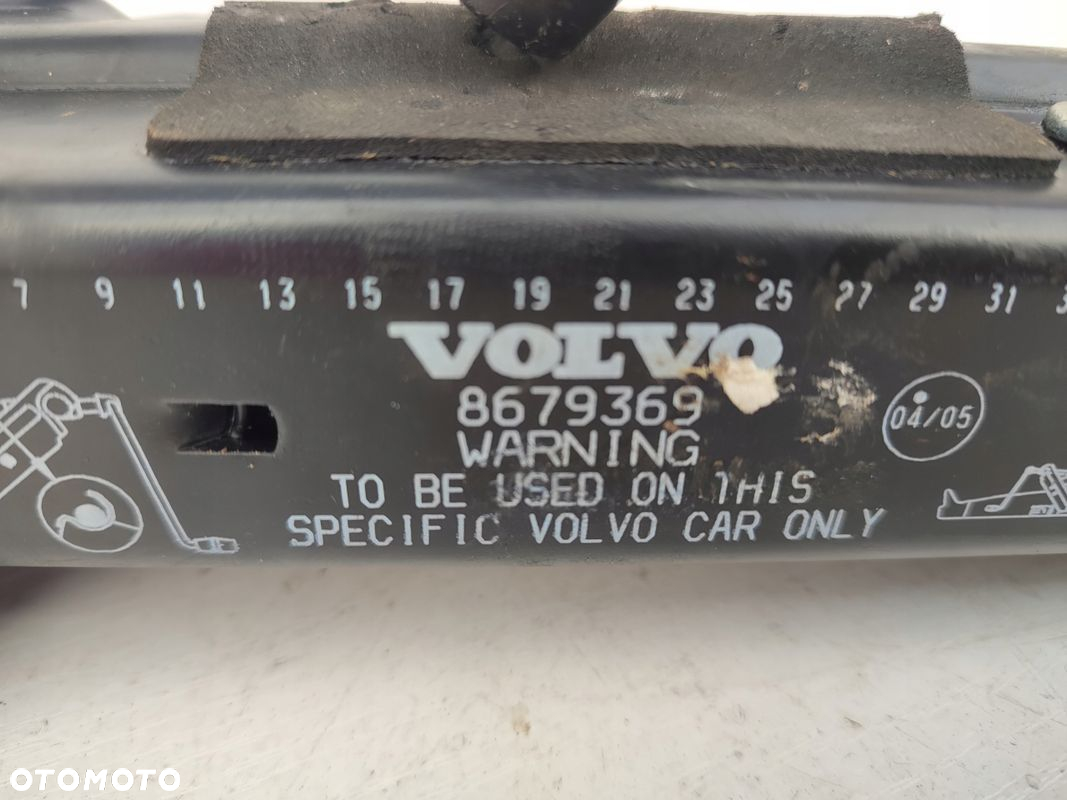 7 9 11 13 15 17 19 21 23 25 27 29 31
VOLVO
8679369
WARNING
04/05
TO BE USED ON THIS
SPECIFIC VOLVO CAR ONLY
OTOMOTO